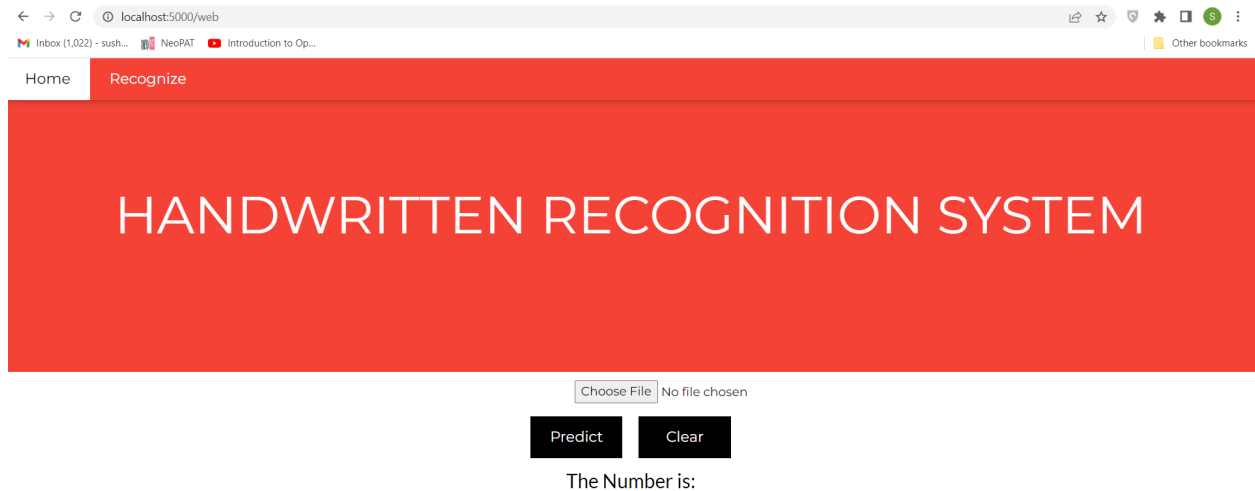 localhost:5000/web
Inbox (1,022) - sush... NeoPAT Introduction to Op... Other bookmarks
Home Recognize
HANDWRITTEN RECOGNITION SYSTEM
Choose File No file chosen
Predict Clear
The Number is: